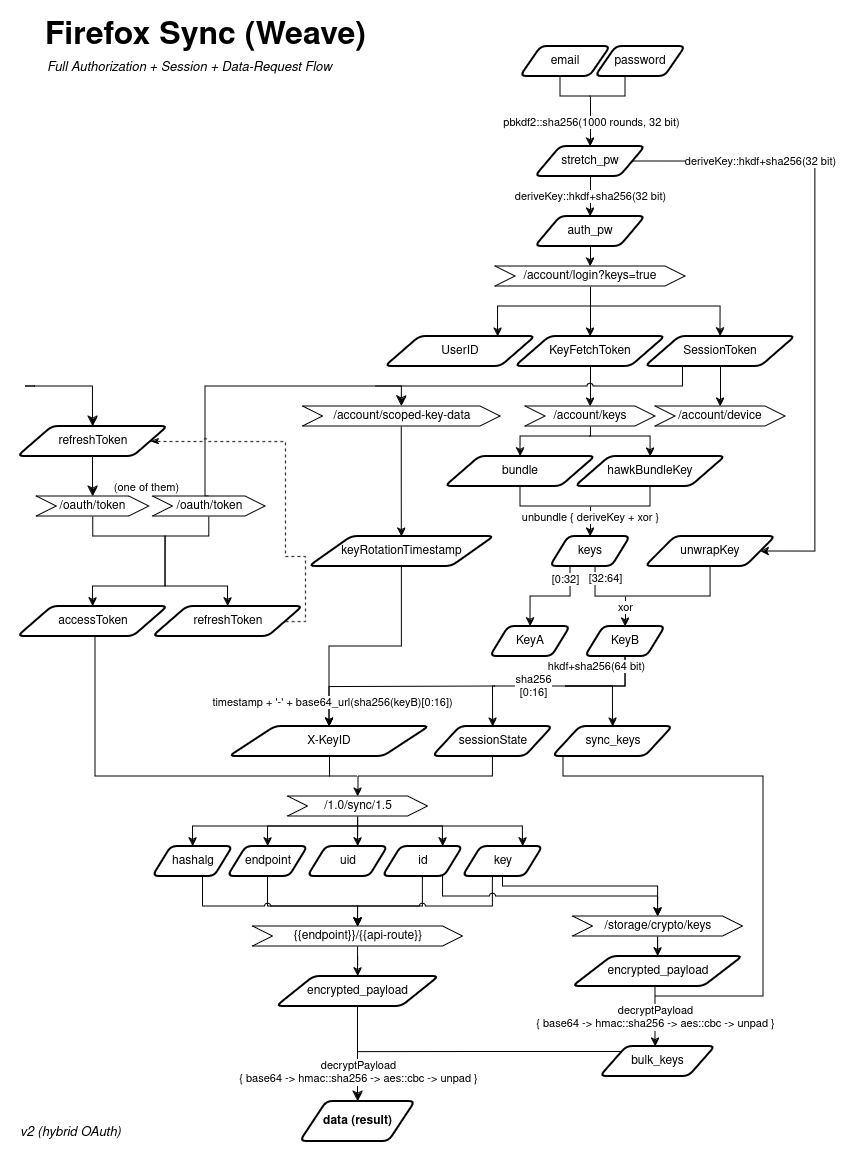 Firefox Sync (Weave)
Full Authorization + Session + Data-Request Flow
email
password
pbkdf2::sha256(1000 rounds, 32 bit)
stretch_pw
deriveKey::hkdf+sha256(32 bit)
deriveKey::hkdf+sha256(32 bit)
auth_pw
/account/login?keys=true
UserID
KeyFetchToken
SessionToken
/account/scoped-key-data
/account/keys
/account/device
refreshToken
bundle
hawkBundleKey
(one of them)
/oauth/token
/oauth/token
unbundle { deriveKey + xor }
keyRotationTimestamp
keys
unwrapKey
[0:32]
[32:64]
xor
accessToken
refreshToken
KeyA
KeyB
hkdf+sha256(64 bit)
sha256
[0:16]
timestamp + '-' + base64_url(sha256(keyB)[0:16])
X-KeyID
sessionState
sync_keys
/1.0/sync/1.5
hashalg
endpoint
uid
id
key
/storage/crypto/keys
{{endpoint}}/{{api-route}}
encrypted_payload
encrypted_payload
decryptPayload
{ base64 -> hmac::sha256 -> aes::cbc -> unpad }
bulk_keys
decryptPayload
{ base64 -> hmac::sha256 -> aes::cbc -> unpad }
data (result)
v2 (hybrid OAuth)